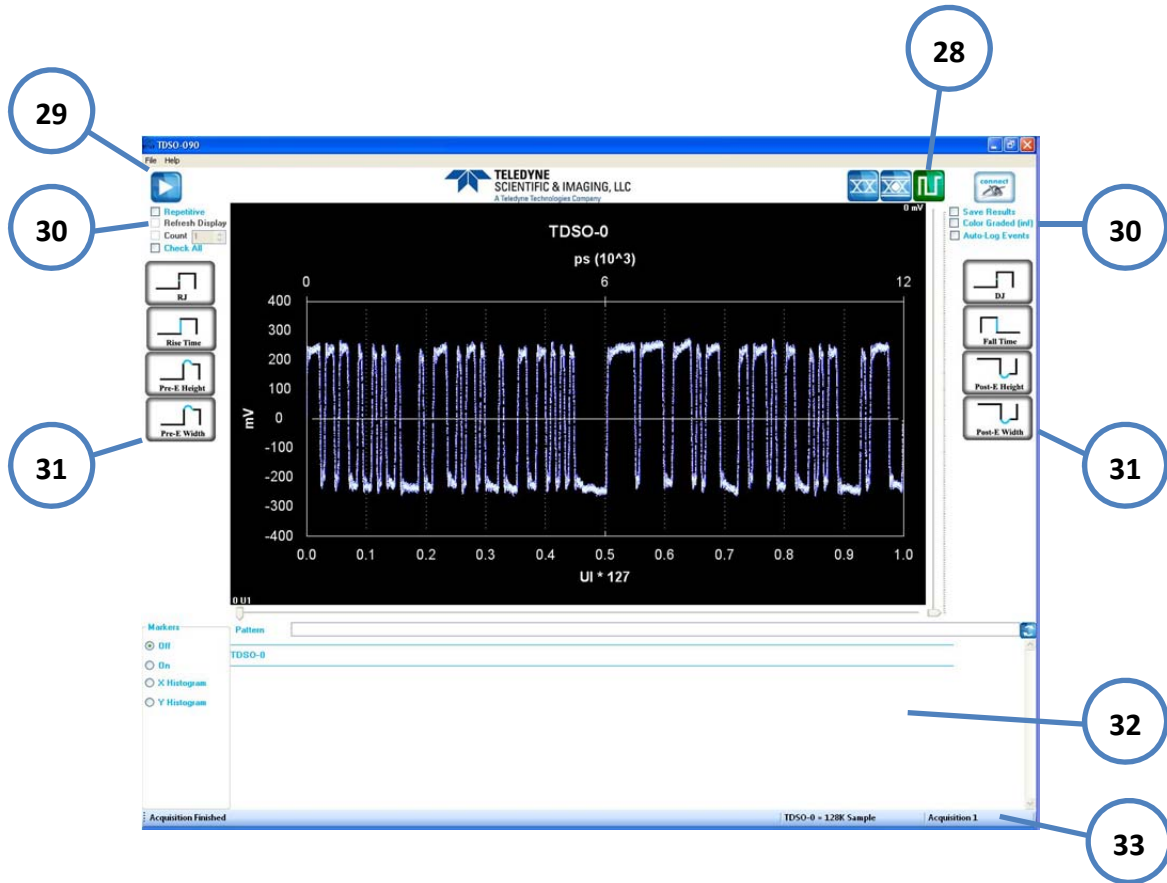 28
29
TDSO-090
File Help
TELEDYNE
SCIENTIFIC & IMAGING, LLC
A Teledyne Technologies Company
connect
30
Repetitive
Refresh Display
Count 1
Check All
0 mV
Save Results
Color Graded (inf)
Auto-Log Events
30
TDSO-0
ps (10^3)
0 6 12
RJ
Rise Time
Pre-E Height
Pre-E Width
DJ
Fall Time
Post-E Height
Post-E Width
400
300
200
100
0
-100
-200
-300
-400
mV
0.0 0.1 0.2 0.3 0.4 0.5 0.6 0.7 0.8 0.9 1.0
UI * 127
31
31
0 UI
Markers
Off
On
X Histogram
Y Histogram
Pattern
TDSO-0
32
Acquisition Finished
TDSO-0 = 128K Sample
Acquisition 1
33